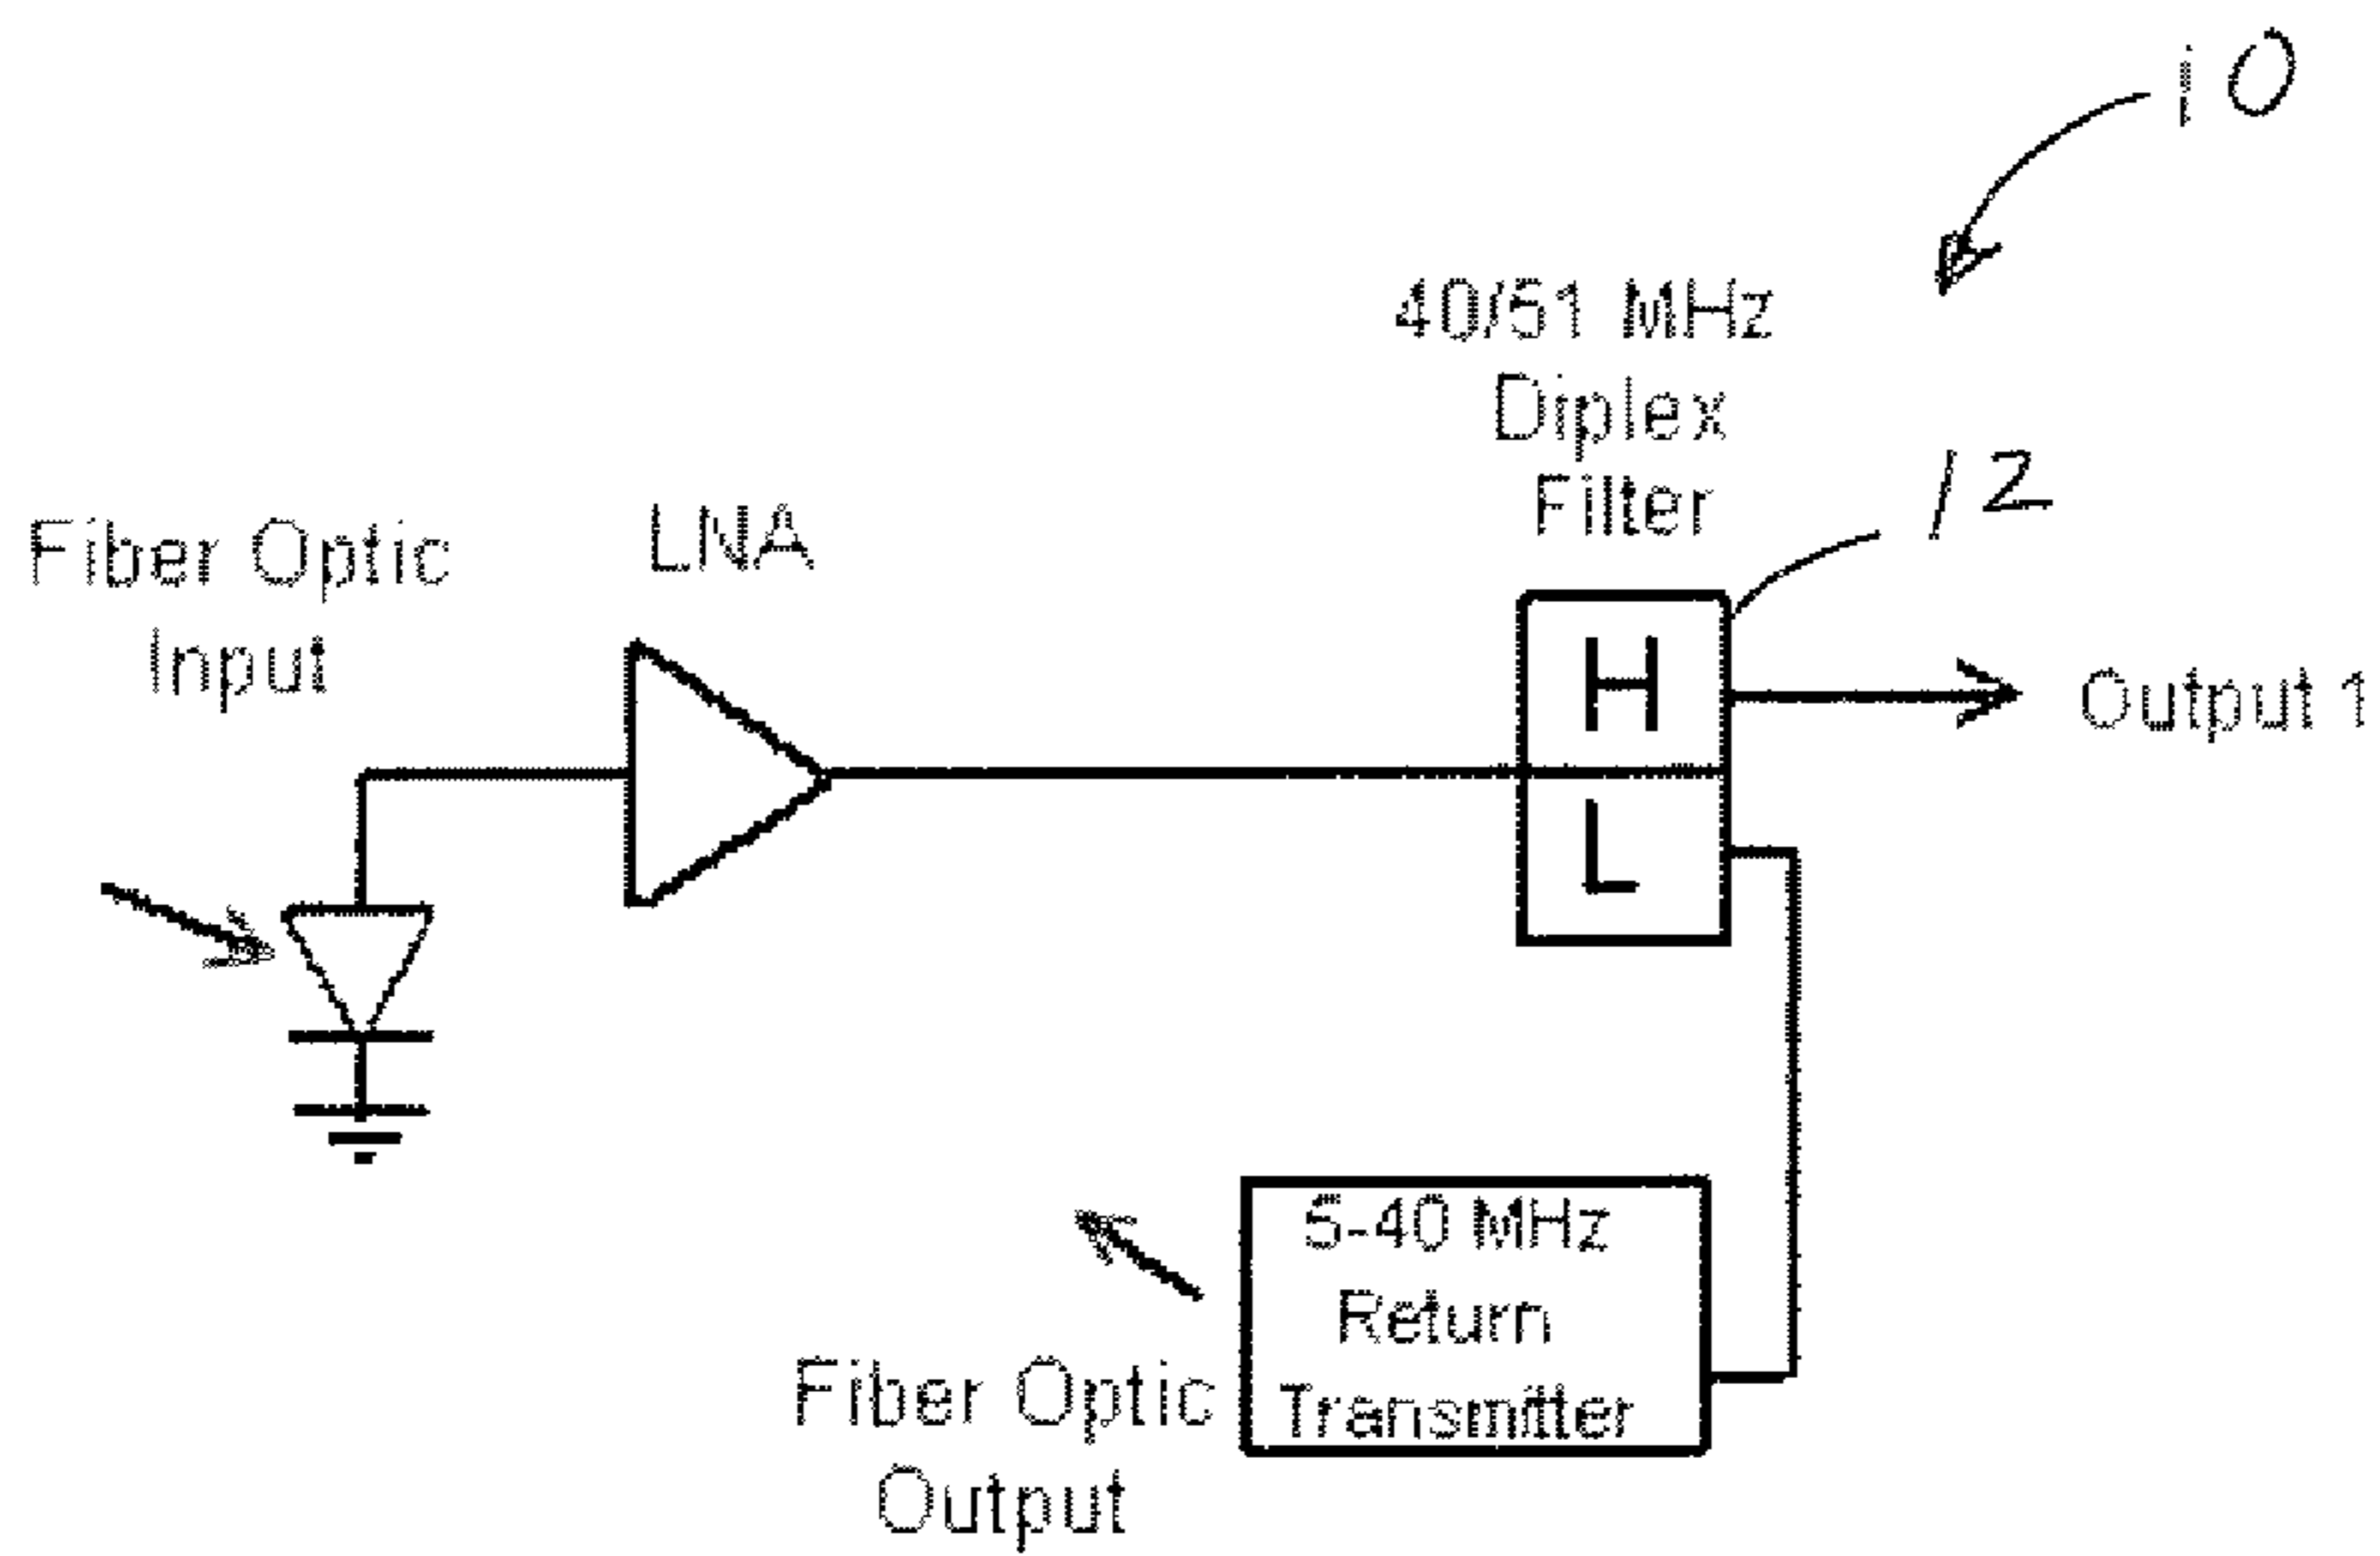 10
40/51 MHz
Diplex
Filter
12
Fiber Optic
Input
LNA
H
Output 1
L
5-40 MHz
Return
Transmitter
Fiber Optic
Output